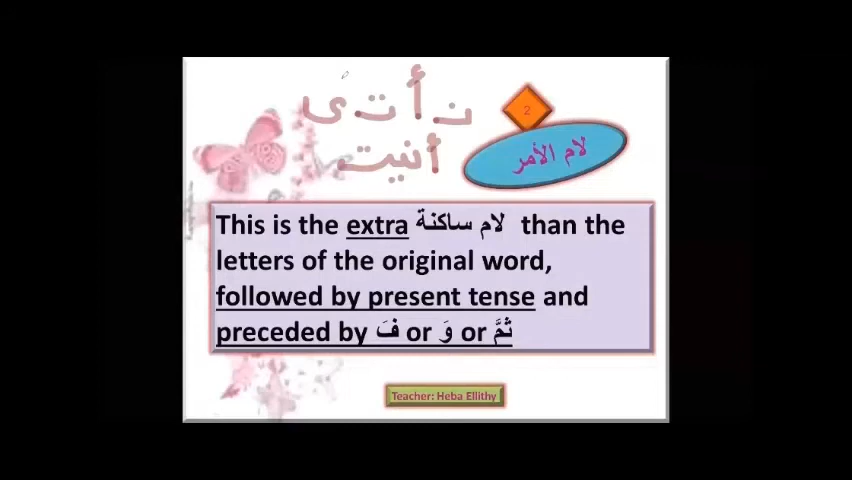 ن أ ت ى
أنيت
2
لام الأمر
This is the extra لام ساكنة than the
letters of the original word,
followed by present tense and
preceded by فَ or وَ or ثُمَّ
Teacher: Heba Ellithy